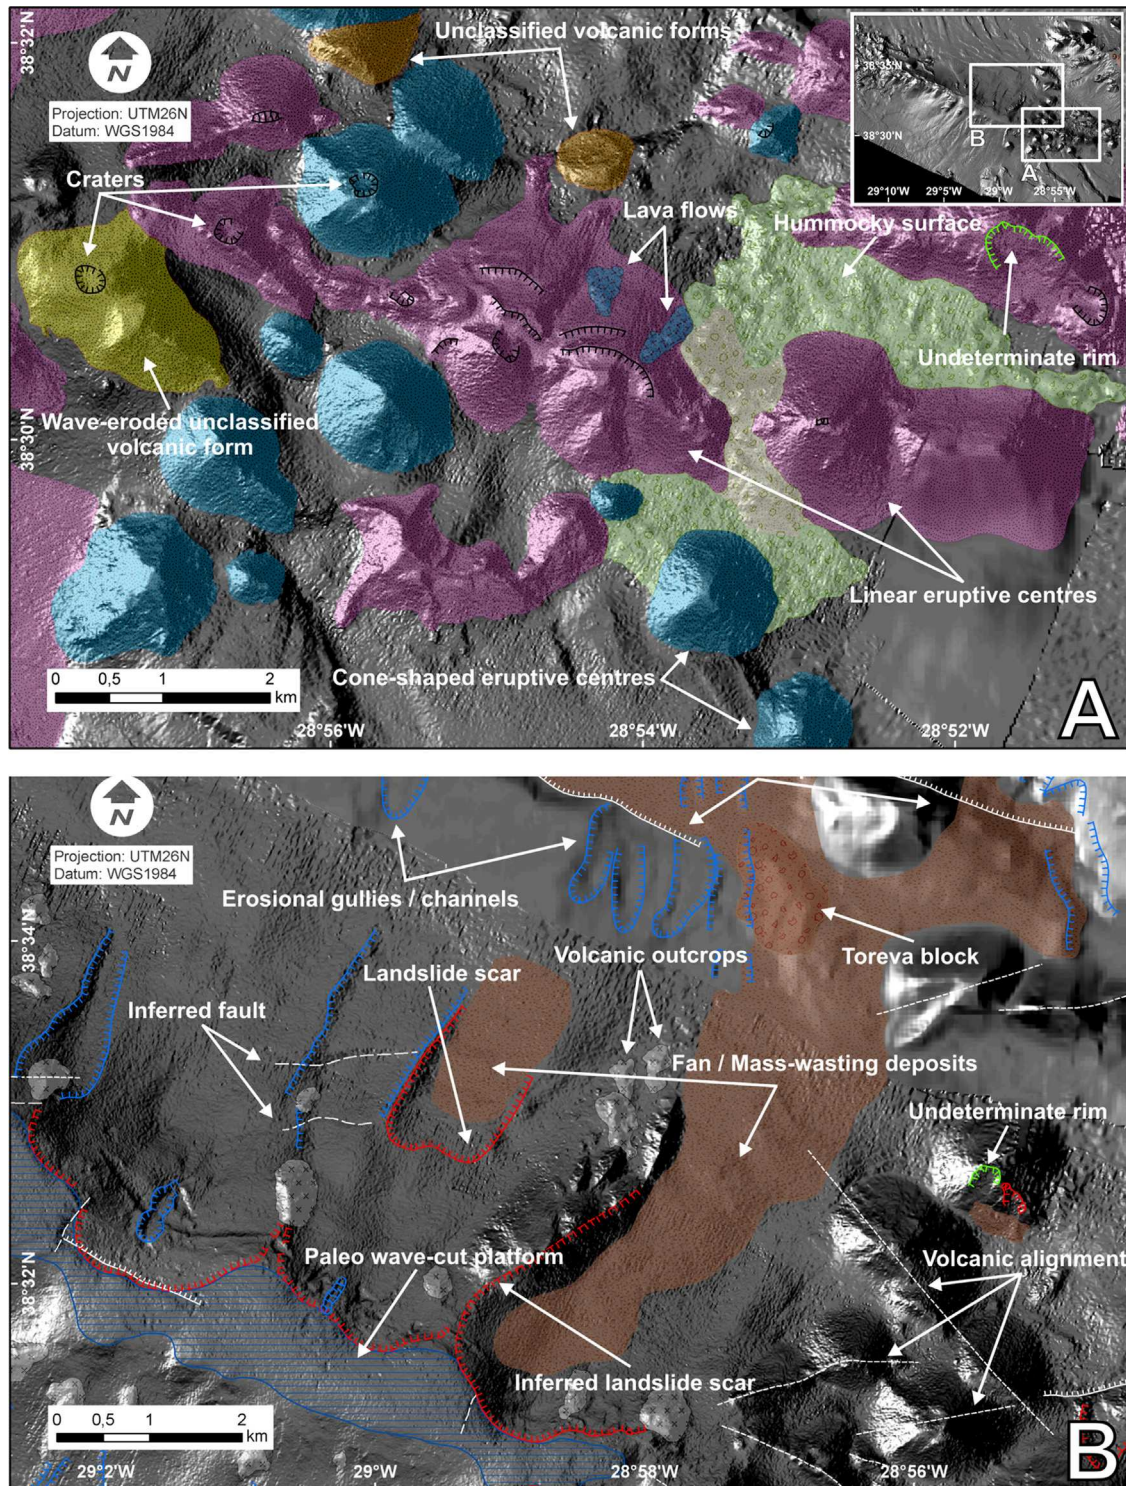 38°32'N
N
Projection: UTM26N
Datum: WGS1984
Unclassified volcanic forms
38°35'N
38°30'N
B
A
29°10'W 29°5'W 29°W 28°55'W
Craters
Lava flows
Hummocky surface
Undeterminate rim
Wave-eroded unclassified
volcanic form
38°30'N
Linear eruptive centres
Cone-shaped eruptive centres
0 0,5 1 2
km
28°56'W 28°54'W 28°52'W
A
N
Projection: UTM26N
Datum: WGS1984
Erosional gullies / channels
38°34'N
Volcanic outcrops
Toreva block
Landslide scar
Inferred fault
Fan / Mass-wasting deposits
Undeterminate rim
Paleo wave-cut platform
Volcanic alignment
38°32'N
Inferred landslide scar
0 0,5 1 2
km
29°2'W 29°W 28°58'W 28°56'W
B